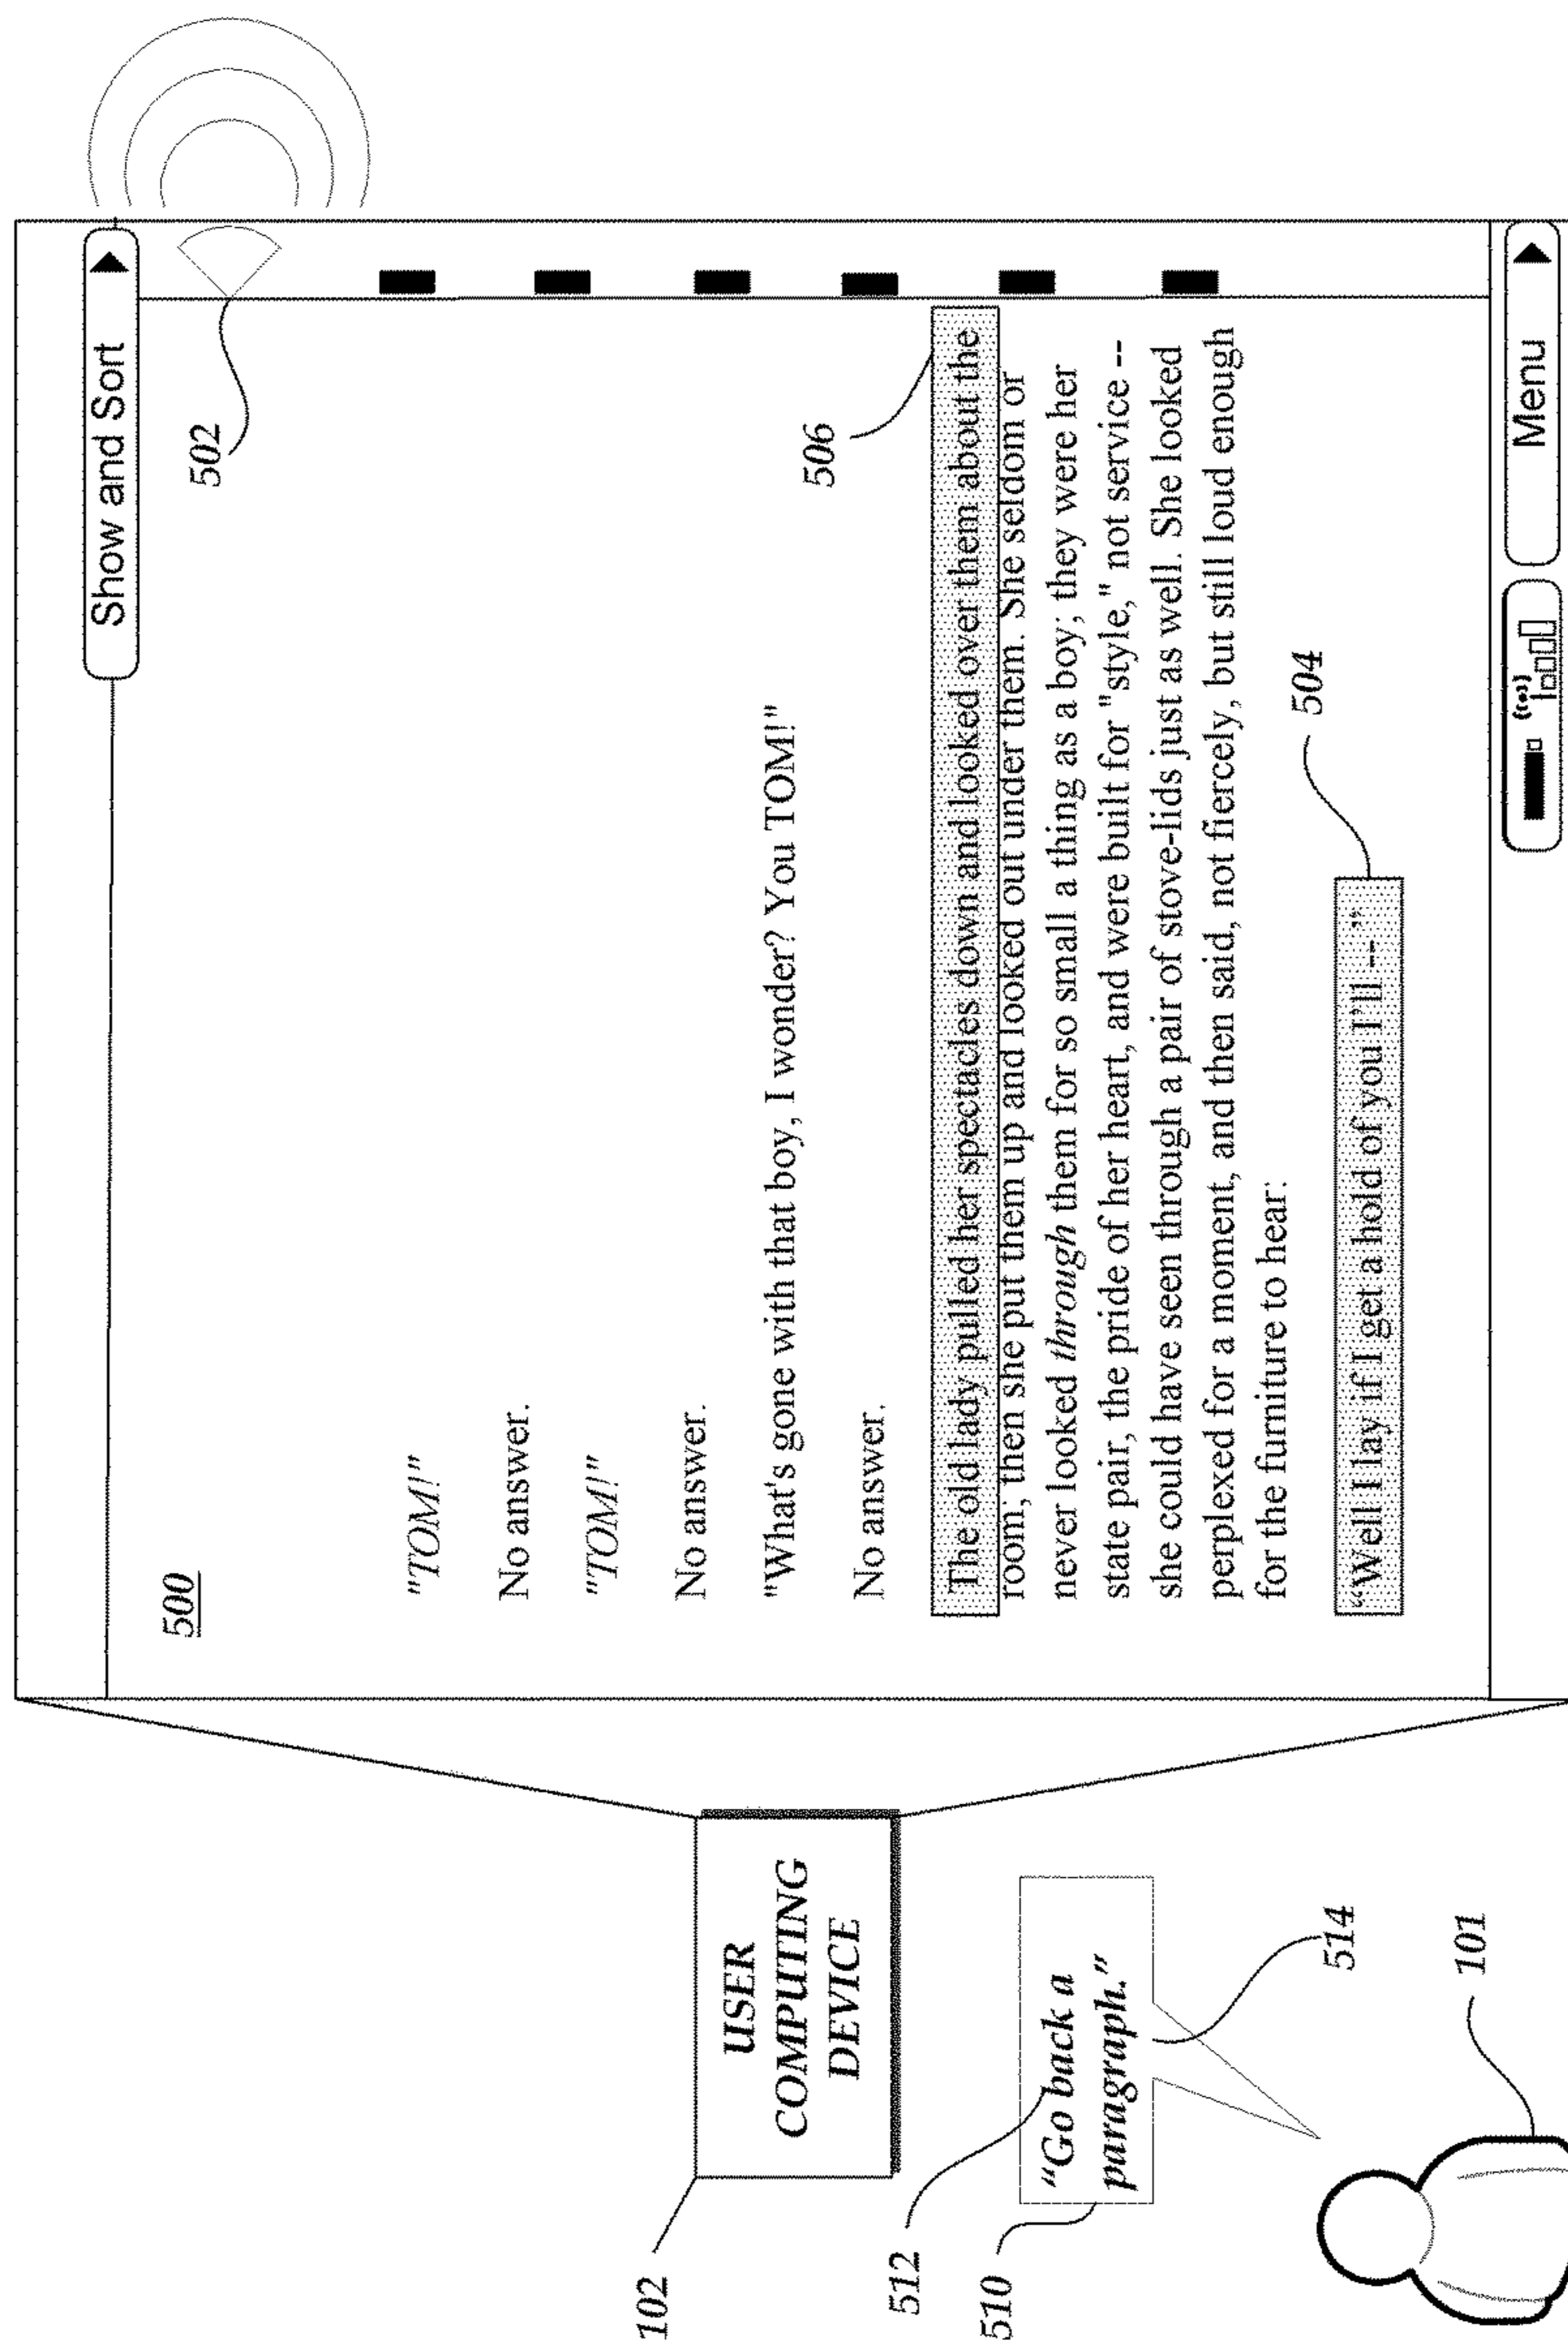 102
USER
COMPUTING
DEVICE
512
510
“Go back a
paragraph.”
514
101
500
Show and Sort
502
"TOM!"
No answer.
"TOM!"
No answer.
"What's gone with that boy, I wonder? You TOM!"
No answer.
506
The old lady pulled her spectacles down and looked over them about the
room; then she put them up and looked out under them. She seldom or
never looked through them for so small a thing as a boy; they were her
state pair, the pride of her heart, and were built for "style," not service --
she could have seen through a pair of stove-lids just as well. She looked
perplexed for a moment, and then said, not fiercely, but still loud enough
for the furniture to hear:
504
“Well I lay if I get a hold of you I’ll --”
Menu